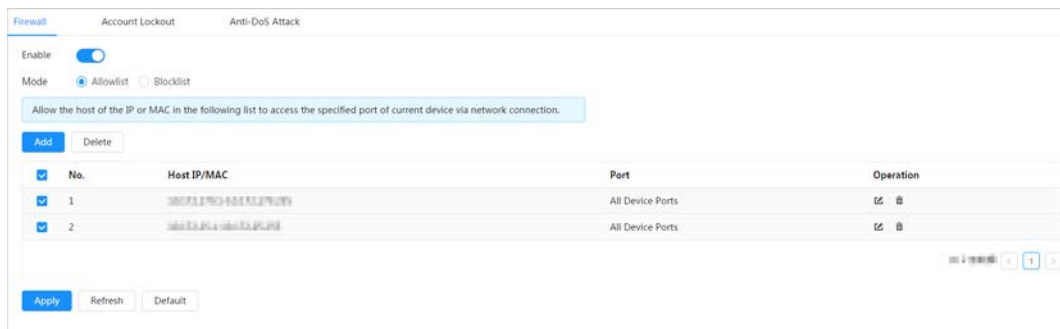 Firewall Account Lockout Anti-DoS Attack
Enable
Mode Allowlist Blocklist
Allow the host of the IP or MAC in the following list to access the specified port of current device via network connection.
Add Delete
No. Host IP/MAC Port Operation
1 All Device Ports
2 All Device Ports
1
Apply Refresh Default